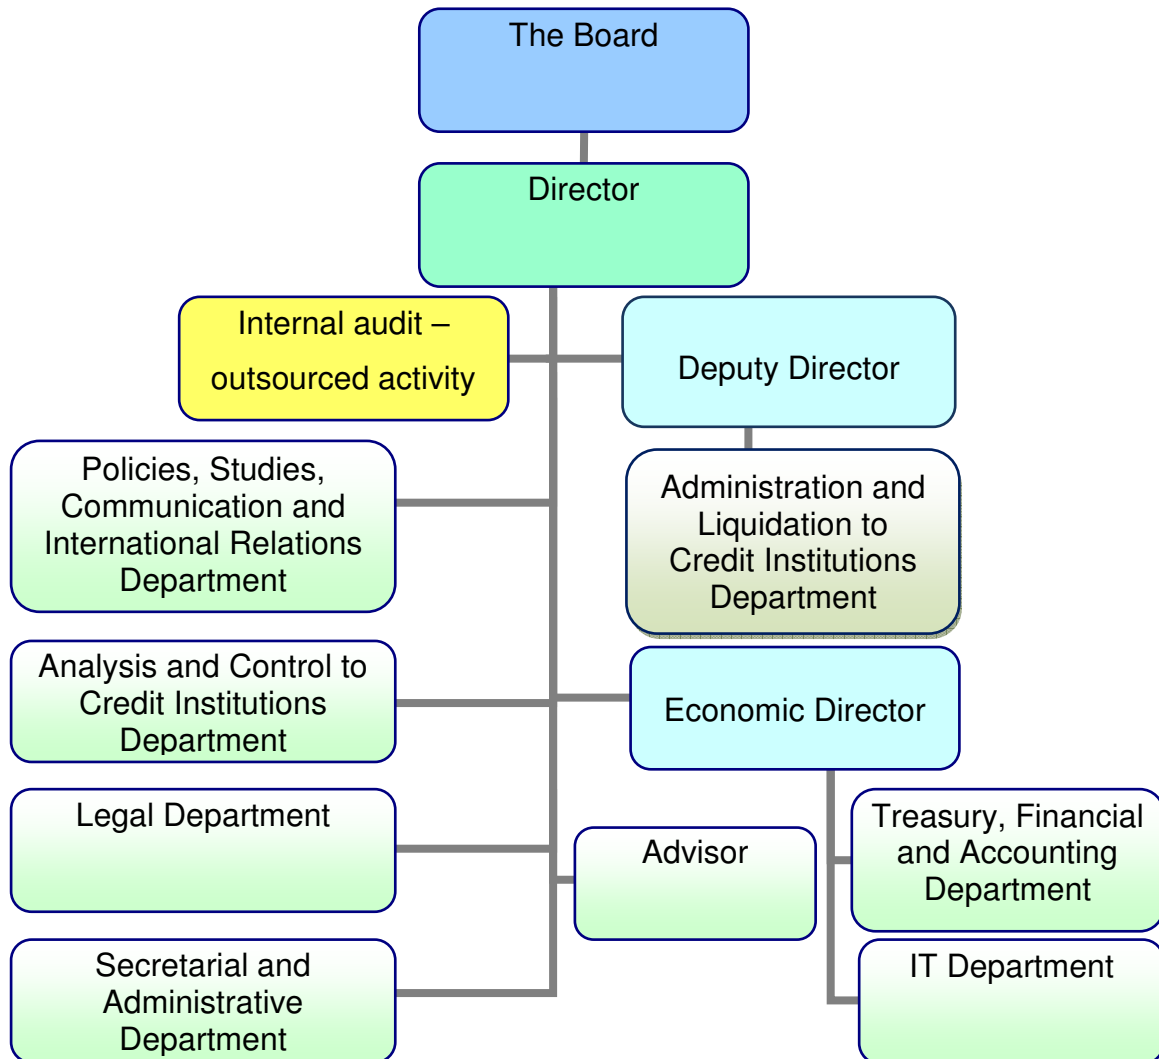 The Board
Director
Internal audit –
outsourced activity
Deputy Director
Policies, Studies,
Communication and
International Relations
Department
Administration and
Liquidation to
Credit Institutions
Department
Analysis and Control to
Credit Institutions
Department
Economic Director
Legal Department
Advisor
Treasury, Financial
and Accounting
Department
Secretarial and
Administrative
Department
IT Department